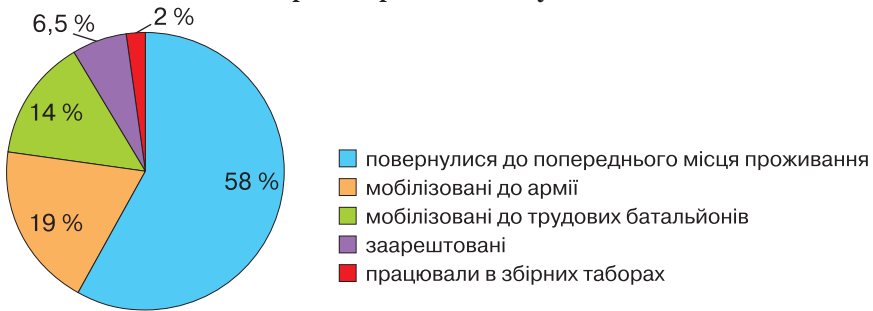 6,5 %
2 %
14 %
58 %
19 %
повернулися до попереднього місця проживання
мобілізовані до армії
мобілізовані до трудових батальйонів
заарештовані
працювали в збірних таборах